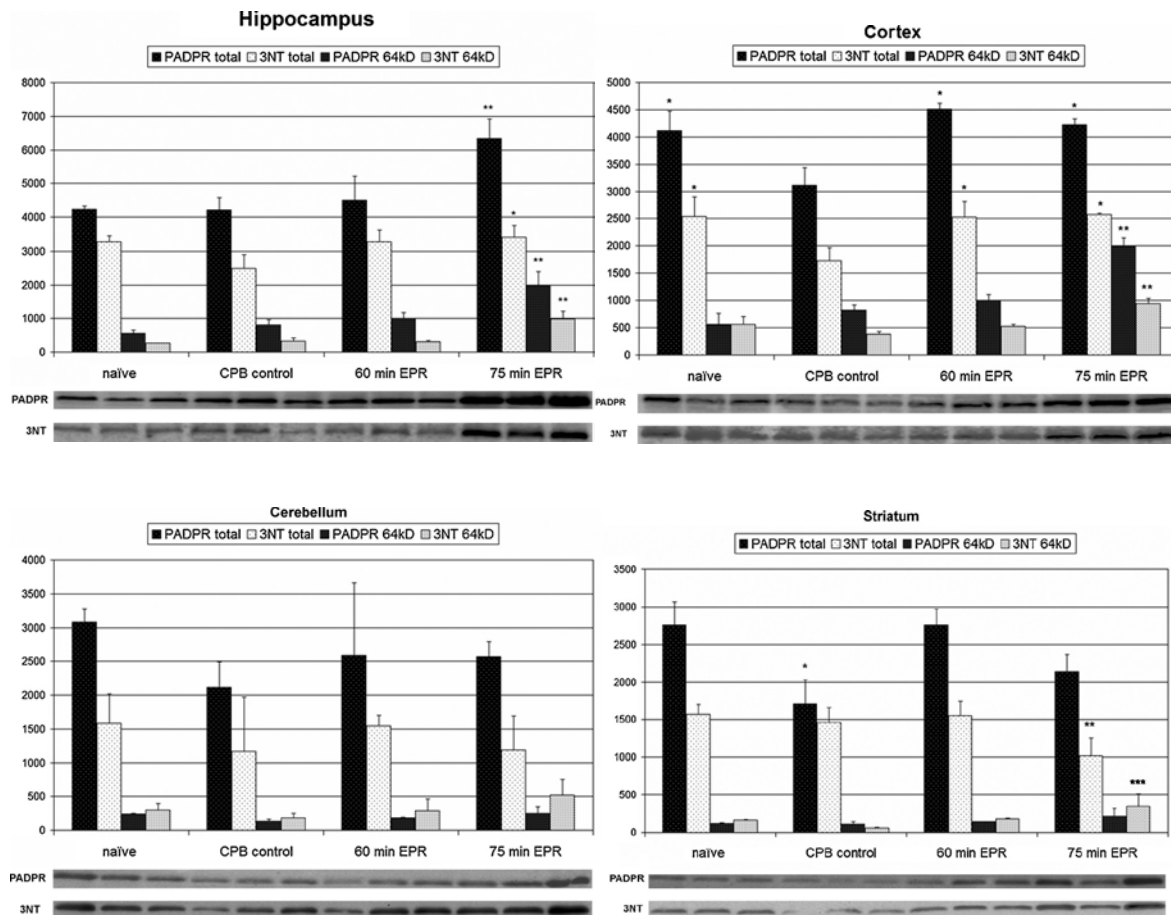 Hippocampus
PADPR total 3NT total PADPR 64kD 3NT 64kD
8000
7000
6000
5000
4000
3000
2000
1000
0
** * ** **
naïve CPB control 60 min EPR 75 min EPR
PADPR
3NT
Cortex
PADPR total 3NT total PADPR 64kD 3NT 64kD
5000
4500
4000
3500
3000
2500
2000
1500
1000
500
0
* * * * * * ** **
naïve CPB control 60 min EPR 75 min EPR
PADPR
3NT
Cerebellum
PADPR total 3NT total PADPR 64kD 3NT 64kD
4000
3500
3000
2500
2000
1500
1000
500
0
naïve CPB control 60 min EPR 75 min EPR
PADPR
3NT
Striatum
PADPR total 3NT total PADPR 64kD 3NT 64kD
3500
3000
2500
2000
1500
1000
500
0
* ** ***
naïve CPB control 60 min EPR 75 min EPR
PADPR
3NT